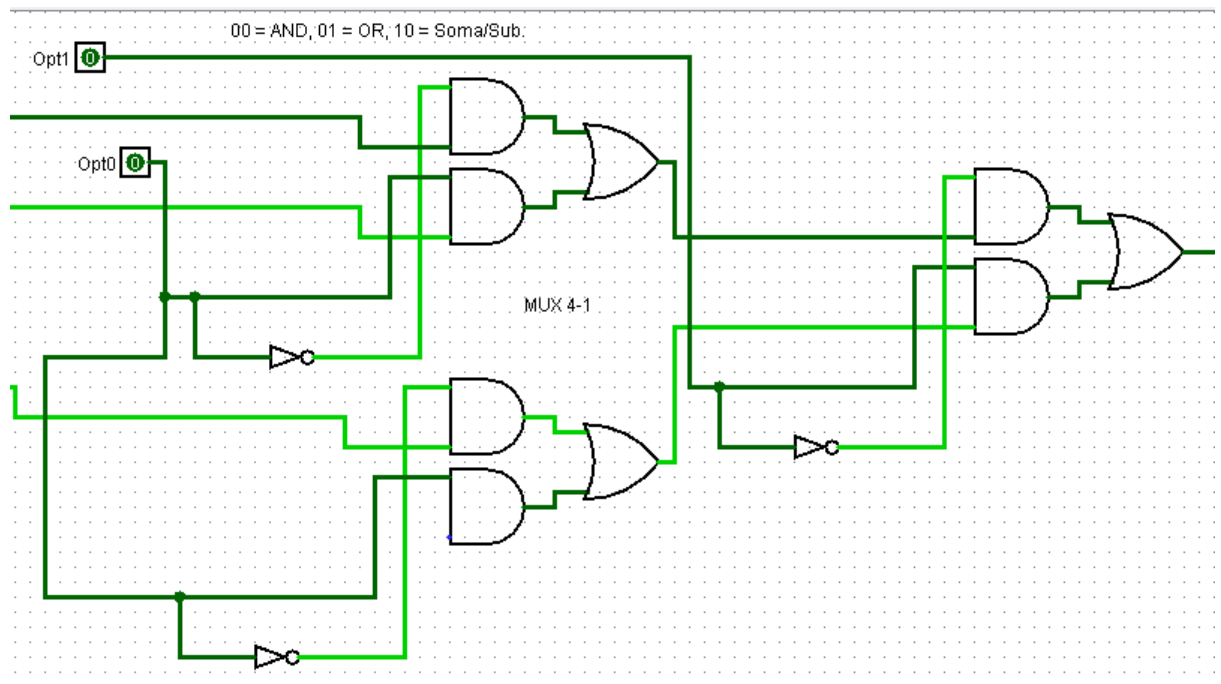 00 = AND, 01 = OR, 10 = Soma/Sub.
Opt1 0
Opt0 0
MUX 4-1